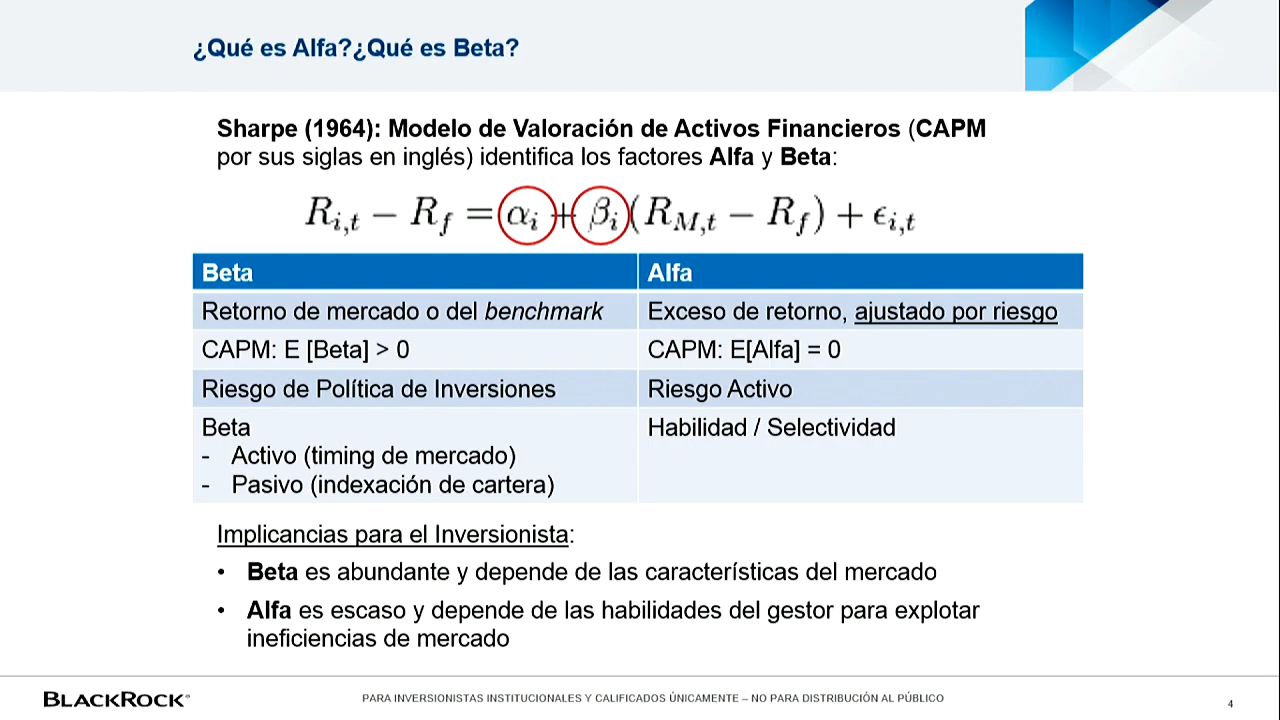 ¿Qué es Alfa?¿Qué es Beta?
Sharpe (1964): Modelo de Valoración de Activos Financieros (CAPM
por sus siglas en inglés) identifica los factores Alfa y Beta:
R_{i,t} − R_f = α_i + β_i(R_{M,t} − R_f) + ϵ_{i,t}
Beta
Alfa
Retorno de mercado o del benchmark
Exceso de retorno, ajustado por riesgo
CAPM: E [Beta] > 0
CAPM: E[Alfa] = 0
Riesgo de Política de Inversiones
Riesgo Activo
Beta
- Activo (timing de mercado)
- Pasivo (indexación de cartera)
Habilidad / Selectividad
Implicancias para el Inversionista:
• Beta es abundante y depende de las características del mercado
• Alfa es escaso y depende de las habilidades del gestor para explotar
ineficiencias de mercado
BLACKROCK®
PARA INVERSIONISTAS INSTITUCIONALES Y CALIFICADOS ÚNICAMENTE – NO PARA DISTRIBUCIÓN AL PÚBLICO
4